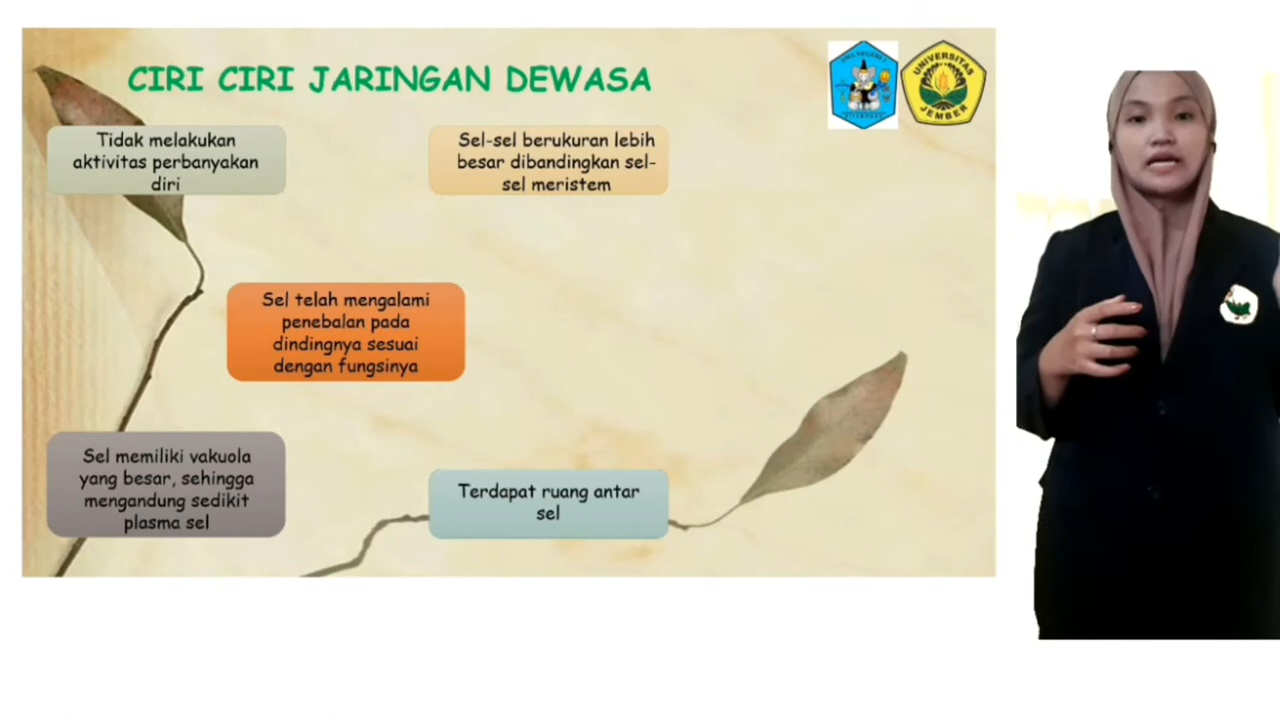 CIRI CIRI JARINGAN DEWASA
UNIVERSITAS
JEMBER
Tidak melakukan
aktivitas perbanyakan
diri
Sel-sel berukuran lebih
besar dibandingkan sel-
sel meristem
Sel telah mengalami
penebalan pada
dindingnya sesuai
dengan fungsinya
Sel memiliki vakuola
yang besar, sehingga
mengandung sedikit
plasma sel
Terdapat ruang antar
sel